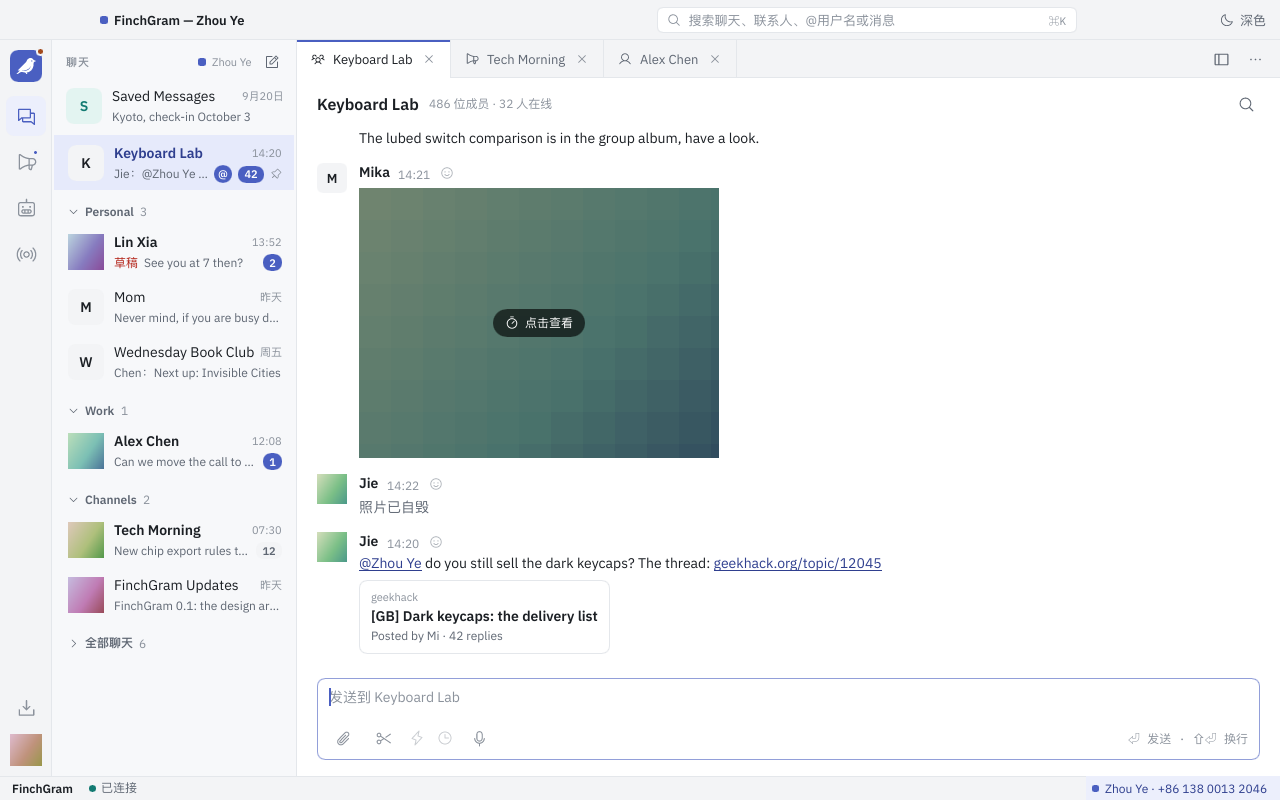 FinchGram — Zhou Ye
搜索聊天、联系人、@用户名或消息
⌘K
深色
聊天
Zhou Ye
Keyboard Lab
Tech Morning
Alex Chen
S
Saved Messages
9月20日
Kyoto, check-in October 3
K
Keyboard Lab
14:20
Jie： @Zhou Ye ...
@
42
Personal 3
Lin Xia
13:52
草稿 See you at 7 then?
2
M
Mom
昨天
Never mind, if you are busy d...
W
Wednesday Book Club
周五
Chen： Next up: Invisible Cities
Work 1
Alex Chen
12:08
Can we move the call to ...
1
Channels 2
Tech Morning
07:30
New chip export rules t...
12
FinchGram Updates
昨天
FinchGram 0.1: the design ar...
全部聊天 6
Keyboard Lab
486 位成员 · 32 人在线
The lubed switch comparison is in the group album, have a look.
M
Mika 14:21
点击查看
Jie 14:22
照片已自毁
Jie 14:20
@Zhou Ye do you still sell the dark keycaps? The thread: geekhack.org/topic/12045
geekhack
[GB] Dark keycaps: the delivery list
Posted by Mi · 42 replies
发送到 Keyboard Lab
⏎ 发送 · ⇧⏎ 换行
FinchGram
已连接
Zhou Ye · +86 138 0013 2046